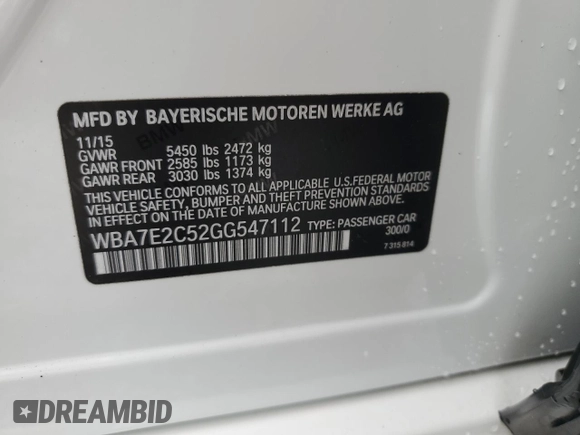 MFD BY BAYERISCHE MOTOREN WERKE AG
11/15
GVWR 5450 lbs 2472 kg
GAWR FRONT 2585 lbs 1173 kg
GAWR REAR 3030 lbs 1374 kg
THIS VEHICLE CONFORMS TO ALL APPLICABLE U.S.FEDERAL MOTOR
VEHICLE SAFETY, BUMPER AND THEFT PREVENTION STANDARDS
IN EFFECT ON THE DATE OF MANUFACTURE SHOWN ABOVE.
WBA7E2C52GG547112 TYPE: PASSENGER CAR
300/0
7 315 814
DREAMBID